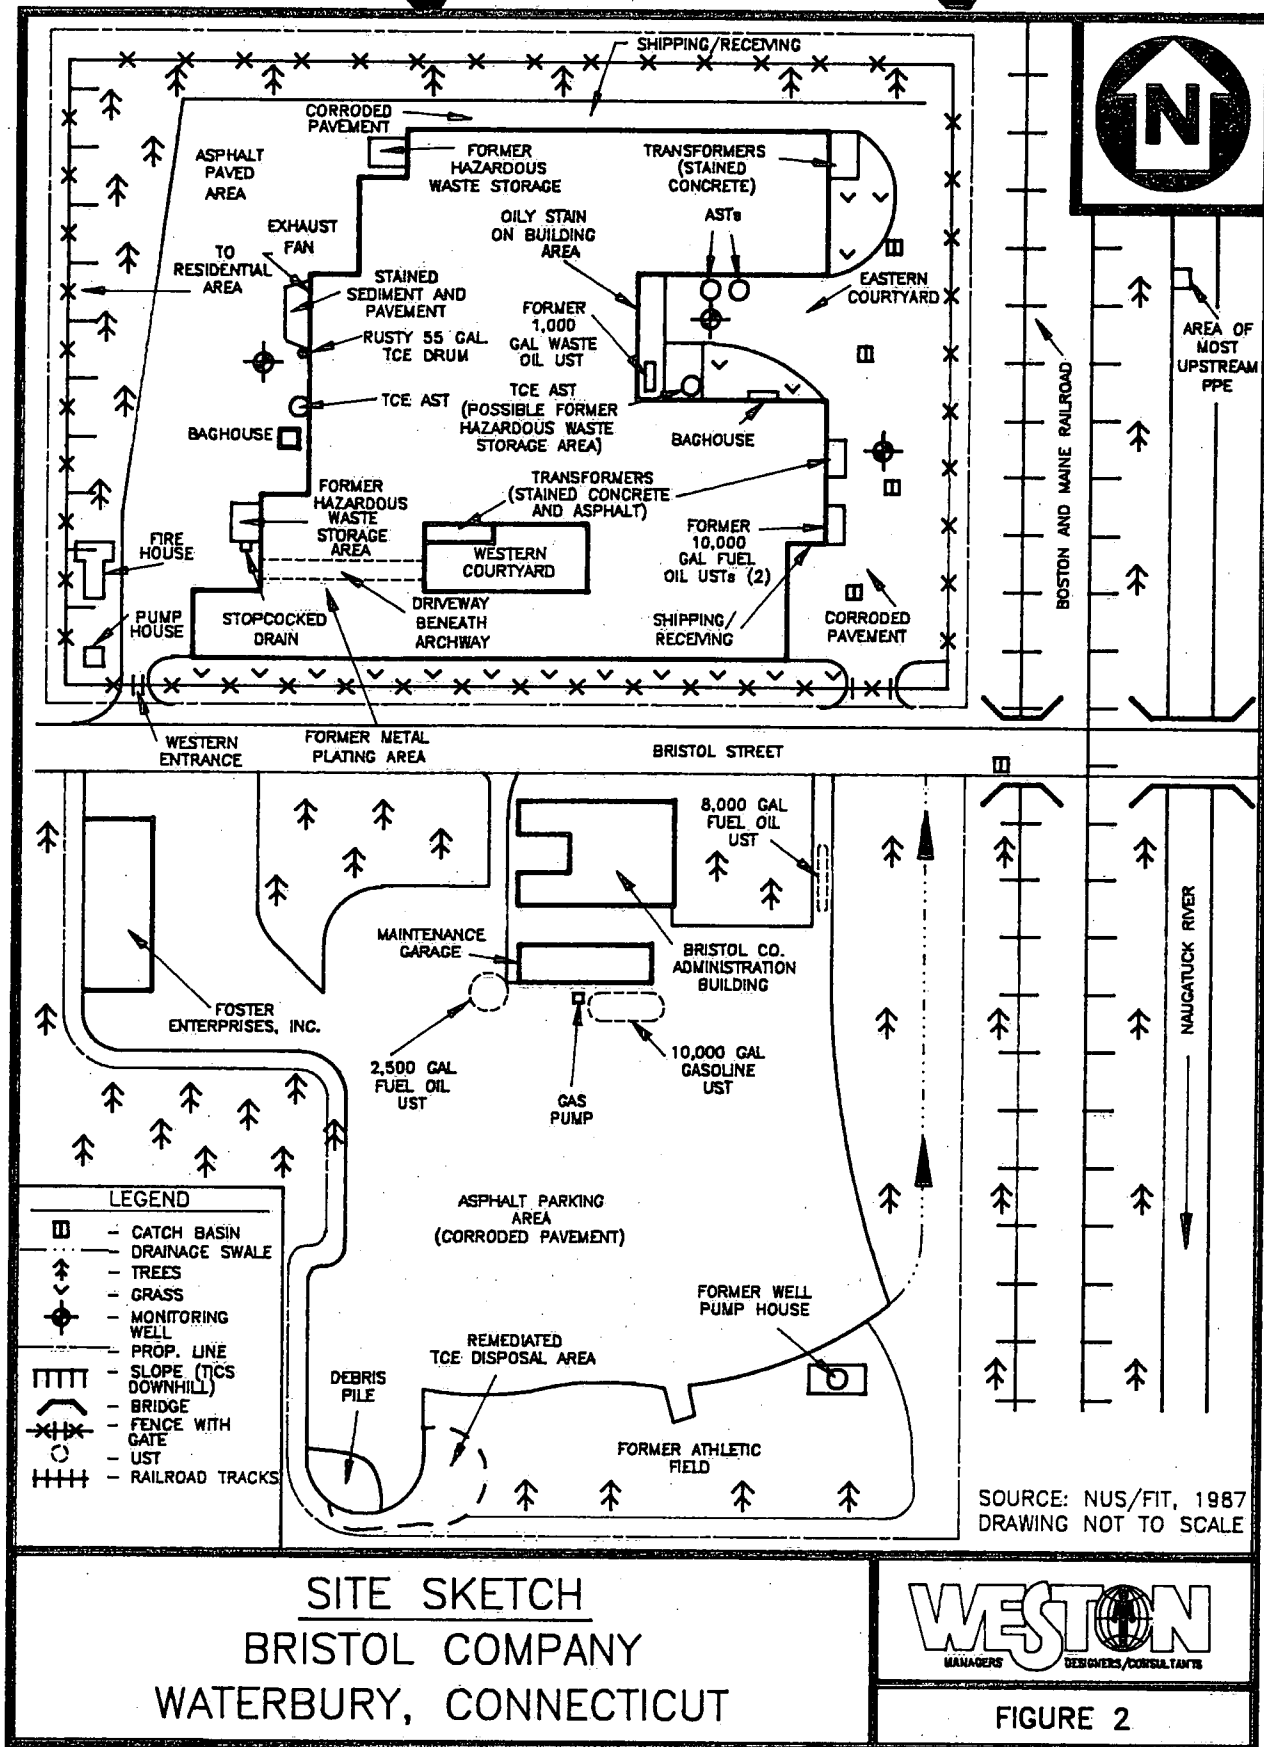 SHIPPING/RECEIVING
N
CORRODED
PAVEMENT
FORMER
HAZARDOUS
WASTE STORAGE
TRANSFORMERS
(STAINED
CONCRETE)
ASPHALT
PAVED
AREA
OILY STAIN
ON BUILDING
AREA
ASTs
EXHAUST
FAN
TO
RESIDENTIAL
AREA
STAINED
SEDIMENT AND
PAVEMENT
EASTERN
COURTYARD
FORMER
1,000
GAL WASTE
OIL UST
RUSTY 55 GAL.
TCE DRUM
AREA OF
MOST
UPSTREAM
PPE
TCE AST
TCE AST
(POSSIBLE FORMER
HAZARDOUS WASTE
STORAGE AREA)
BAGHOUSE
BAGHOUSE
BOSTON AND MAINE RAILROAD
TRANSFORMERS
(STAINED CONCRETE
AND ASPHALT)
FORMER
HAZARDOUS
WASTE
STORAGE
AREA
FORMER
10,000
GAL FUEL
OIL USTs (2)
FIRE
HOUSE
WESTERN
COURTYARD
PUMP
HOUSE
STOPCOCKED
DRAIN
DRIVEWAY
BENEATH
ARCHWAY
SHIPPING/
RECEIVING
CORRODED
PAVEMENT
WESTERN
ENTRANCE
FORMER METAL
PLATING AREA
BRISTOL STREET
8,000 GAL
FUEL OIL
UST
MAINTENANCE
GARAGE
BRISTOL CO.
ADMINISTRATION
BUILDING
NAUGATUCK RIVER
FOSTER
ENTERPRISES, INC.
2,500 GAL
FUEL OIL
UST
GAS
PUMP
10,000 GAL
GASOLINE
UST
ASPHALT PARKING
AREA
(CORRODED PAVEMENT)
LEGEND
- CATCH BASIN
- DRAINAGE SWALE
- TREES
- GRASS
- MONITORING
WELL
- PROP. LINE
- SLOPE (TICS
DOWNHILL)
- BRIDGE
- FENCE WITH
GATE
- UST
- RAILROAD TRACKS
FORMER WELL
PUMP HOUSE
REMEDIATED
TCE DISPOSAL AREA
DEBRIS
PILE
FORMER ATHLETIC
FIELD
SOURCE: NUS/FIT, 1987
DRAWING NOT TO SCALE
SITE SKETCH
BRISTOL COMPANY
WATERBURY, CONNECTICUT
WESTON
MANAGERS DESIGNERS/CONSULTANTS
FIGURE 2